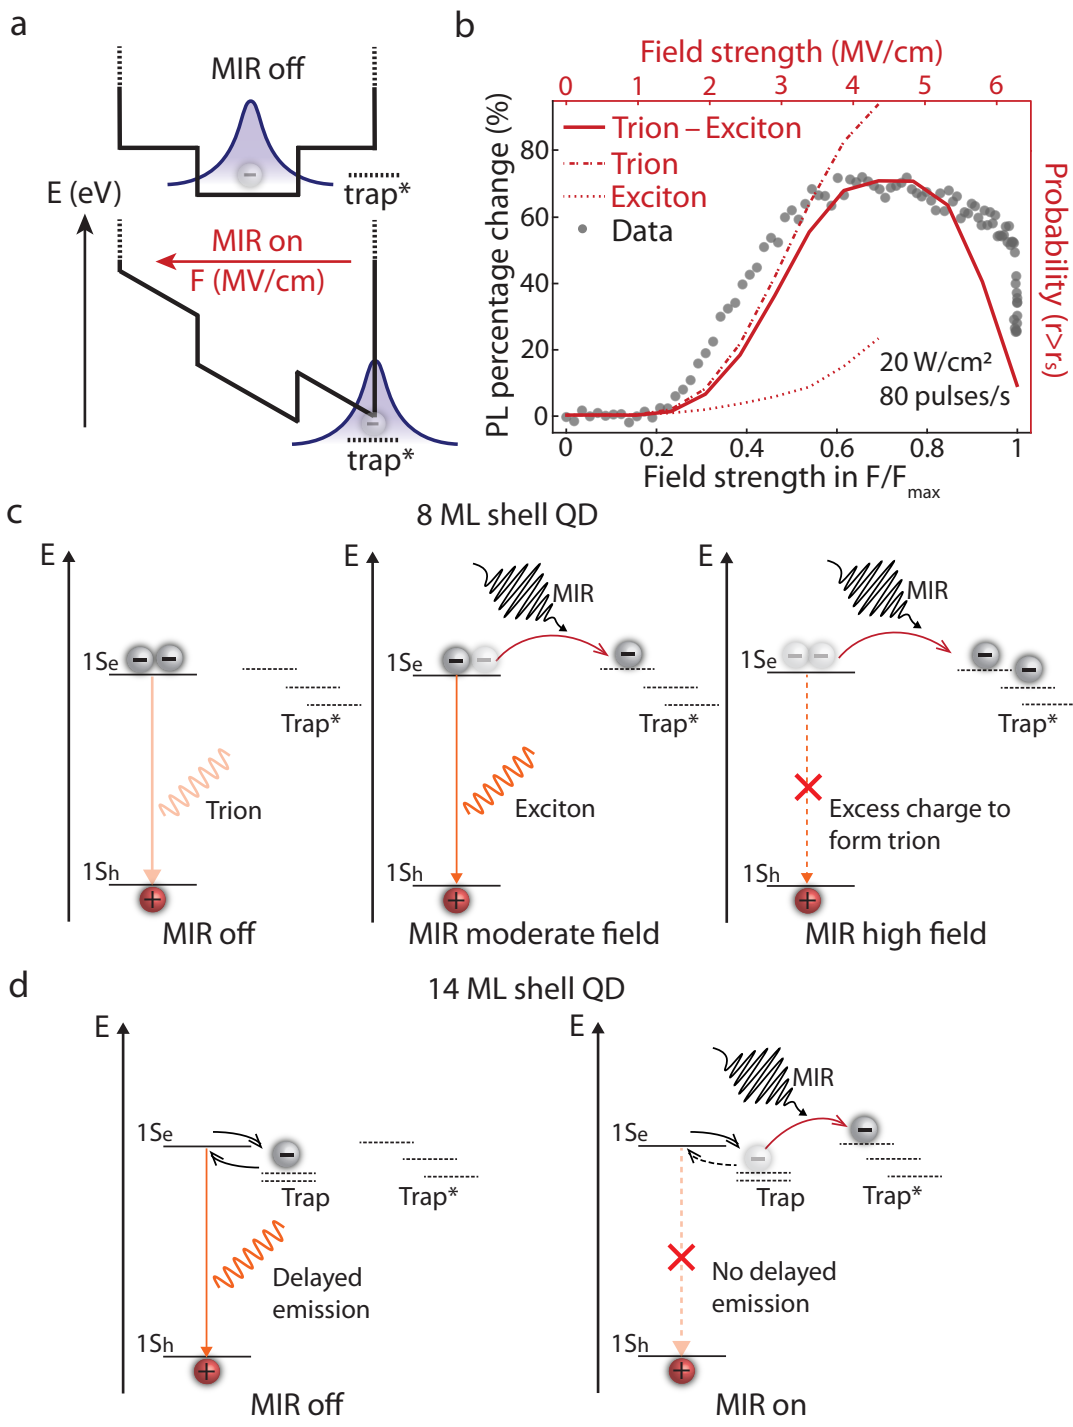 a
MIR off
trap*
E (eV)
MIR on
F (MV/cm)
trap*
b
Field strength (MV/cm)
0 1 2 3 4 5 6
Trion – Exciton
Trion
Exciton
Data
PL percentage change (%)
80
60
40
20
0
Probability (r>rs)
20 W/cm²
80 pulses/s
0 0.2 0.4 0.6 0.8 1
Field strength in F/Fmax
c
8 ML shell QD
E
1Se
Trap*
Trion
1Sh
MIR off
E
MIR
1Se
Trap*
Exciton
1Sh
MIR moderate field
E
MIR
1Se
Trap*
Excess charge to
form trion
1Sh
MIR high field
d
14 ML shell QD
E
1Se
Trap
Trap*
Delayed
emission
1Sh
MIR off
E
MIR
1Se
Trap
Trap*
No delayed
emission
1Sh
MIR on